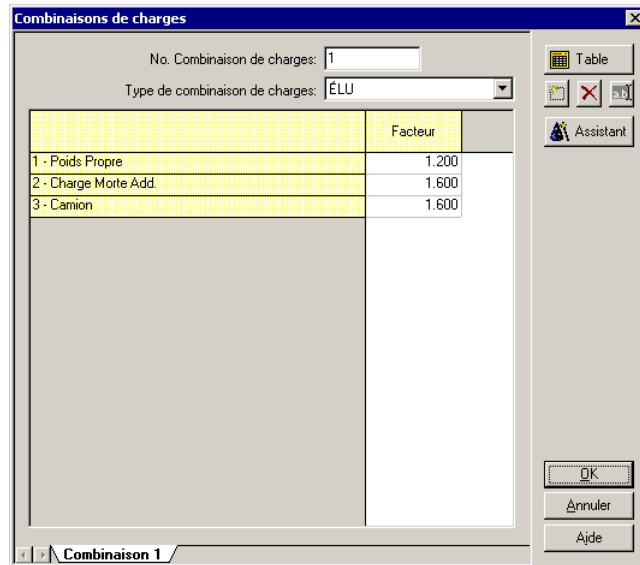 Combinaisons de charges
No. Combinaison de charges: 1
Type de combinaison de charges: ÉLU
Facteur
1 - Poids Propre 1.200
2 - Charge Morte Add. 1.600
3 - Camion 1.600
Combinaison 1
Table
a.b
Assistant
OK
Annuler
Aide